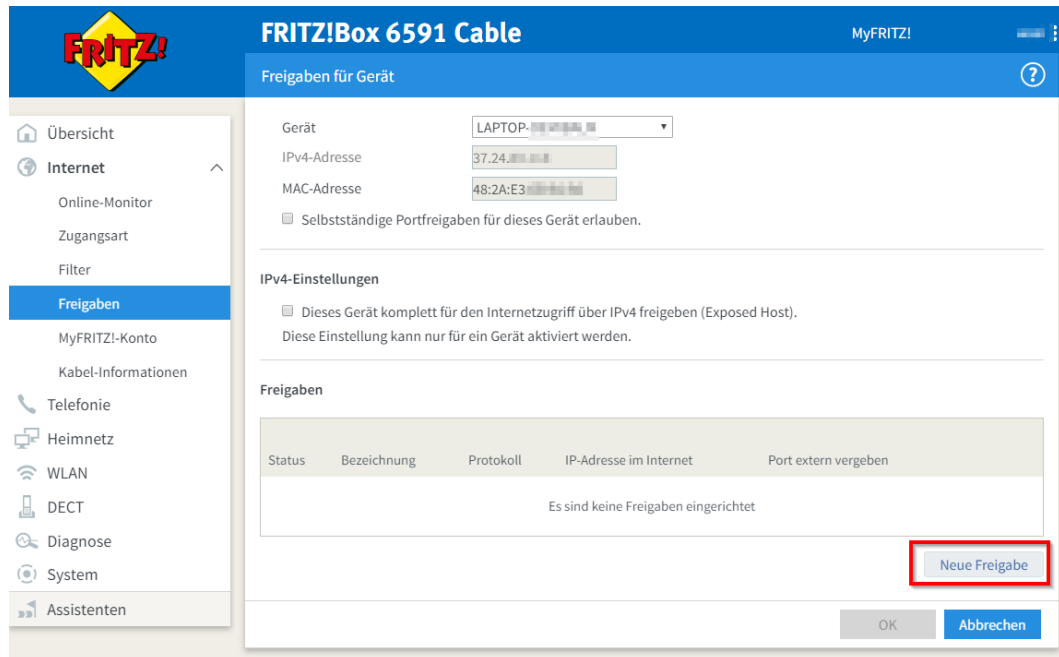 FRITZ!
FRITZ!Box 6591 Cable
MyFRITZ!
Freigaben für Gerät
?
Übersicht
Internet
Online-Monitor
Zugangsart
Filter
Freigaben
MyFRITZ!-Konto
Kabel-Informationen
Telefonie
Heimnetz
WLAN
DECT
Diagnose
System
Assistenten
Gerät LAPTOP-
IPv4-Adresse 37.24.
MAC-Adresse 48:2A:E3
Selbstständige Portfreigaben für dieses Gerät erlauben.
IPv4-Einstellungen
Dieses Gerät komplett für den Internetzugriff über IPv4 freigeben (Exposed Host).
Diese Einstellung kann nur für ein Gerät aktiviert werden.
Freigaben
Status Bezeichnung Protokoll IP-Adresse im Internet Port extern vergeben
Es sind keine Freigaben eingerichtet
Neue Freigabe
OK Abbrechen